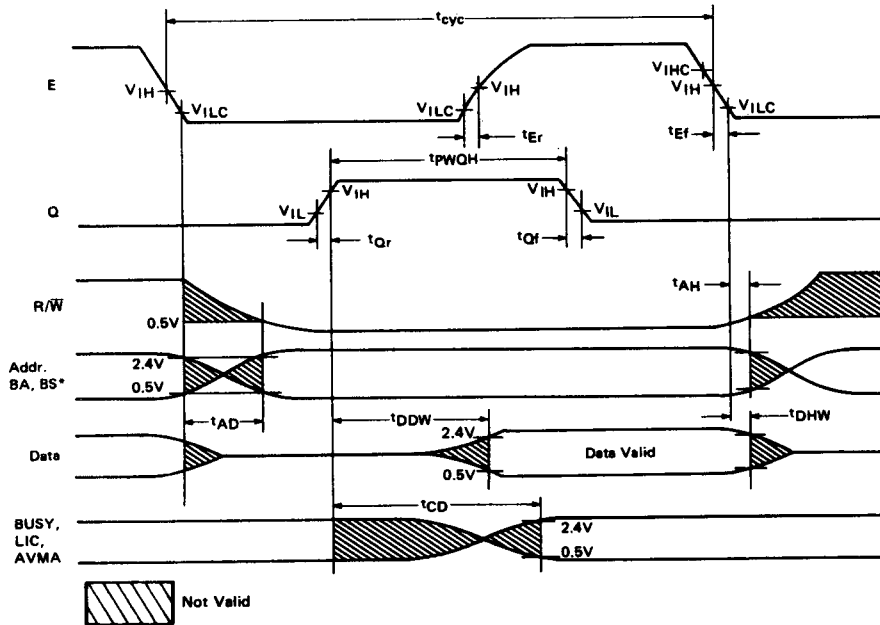 tcyc
E
VIHC
VIH
VIH
VIH
VILC
VILC
VILC
tEr
tEf
tPWQH
VIH
VIH
Q
VIL
VIL
tQr
tQf
tAH
R/W̅
0.5V
Addr.
BA, BS*
2.4V
0.5V
tAD
tDDW
tDHW
2.4V
Data
Data Valid
0.5V
tCD
BUSY,
LIC,
AVMA
2.4V
0.5V
Not Valid